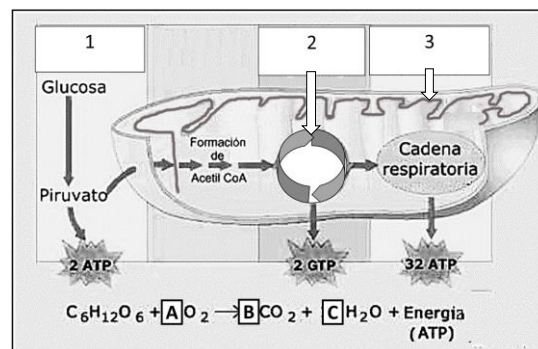 1
2
3
Glucosa
Formación
de
Acetil CoA
Cadena
respiratoria
Piruvato
2 ATP
2 GTP
32 ATP
C₆H₁₂O₆ + A O₂ → B CO₂ + C H₂O + Energía
(ATP)